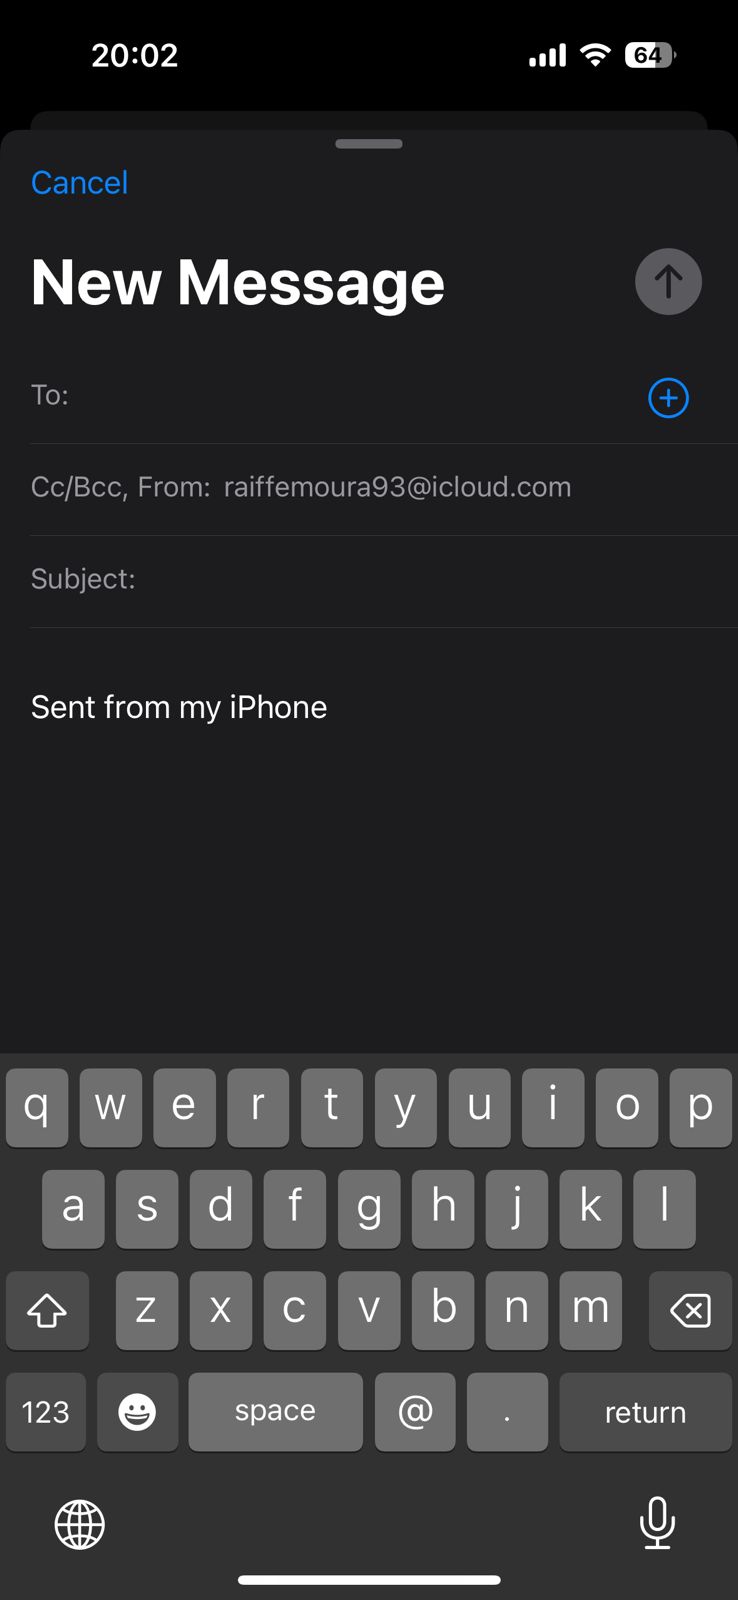 20:02 64
Cancel
New Message
To:
Cc/Bcc, From: raiffemoura93@icloud.com
Subject:
Sent from my iPhone
q w e r t y u i o p
a s d f g h j k l
z x c v b n m
123 space @ . return